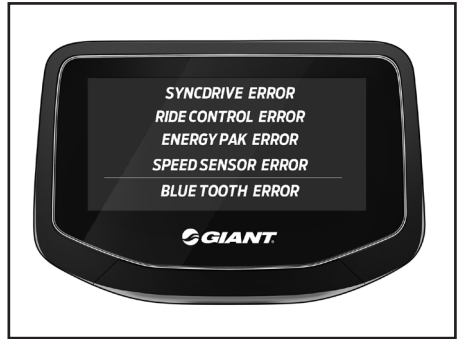 SYNCDRIVE ERROR
RIDE CONTROL ERROR
ENERGY PAK ERROR
SPEED SENSOR ERROR
BLUE TOOTH ERROR
GIANT